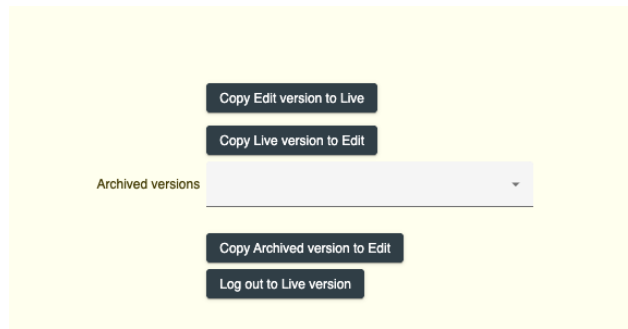 Copy Edit version to Live
Copy Live version to Edit
Archived versions
Copy Archived version to Edit
Log out to Live version